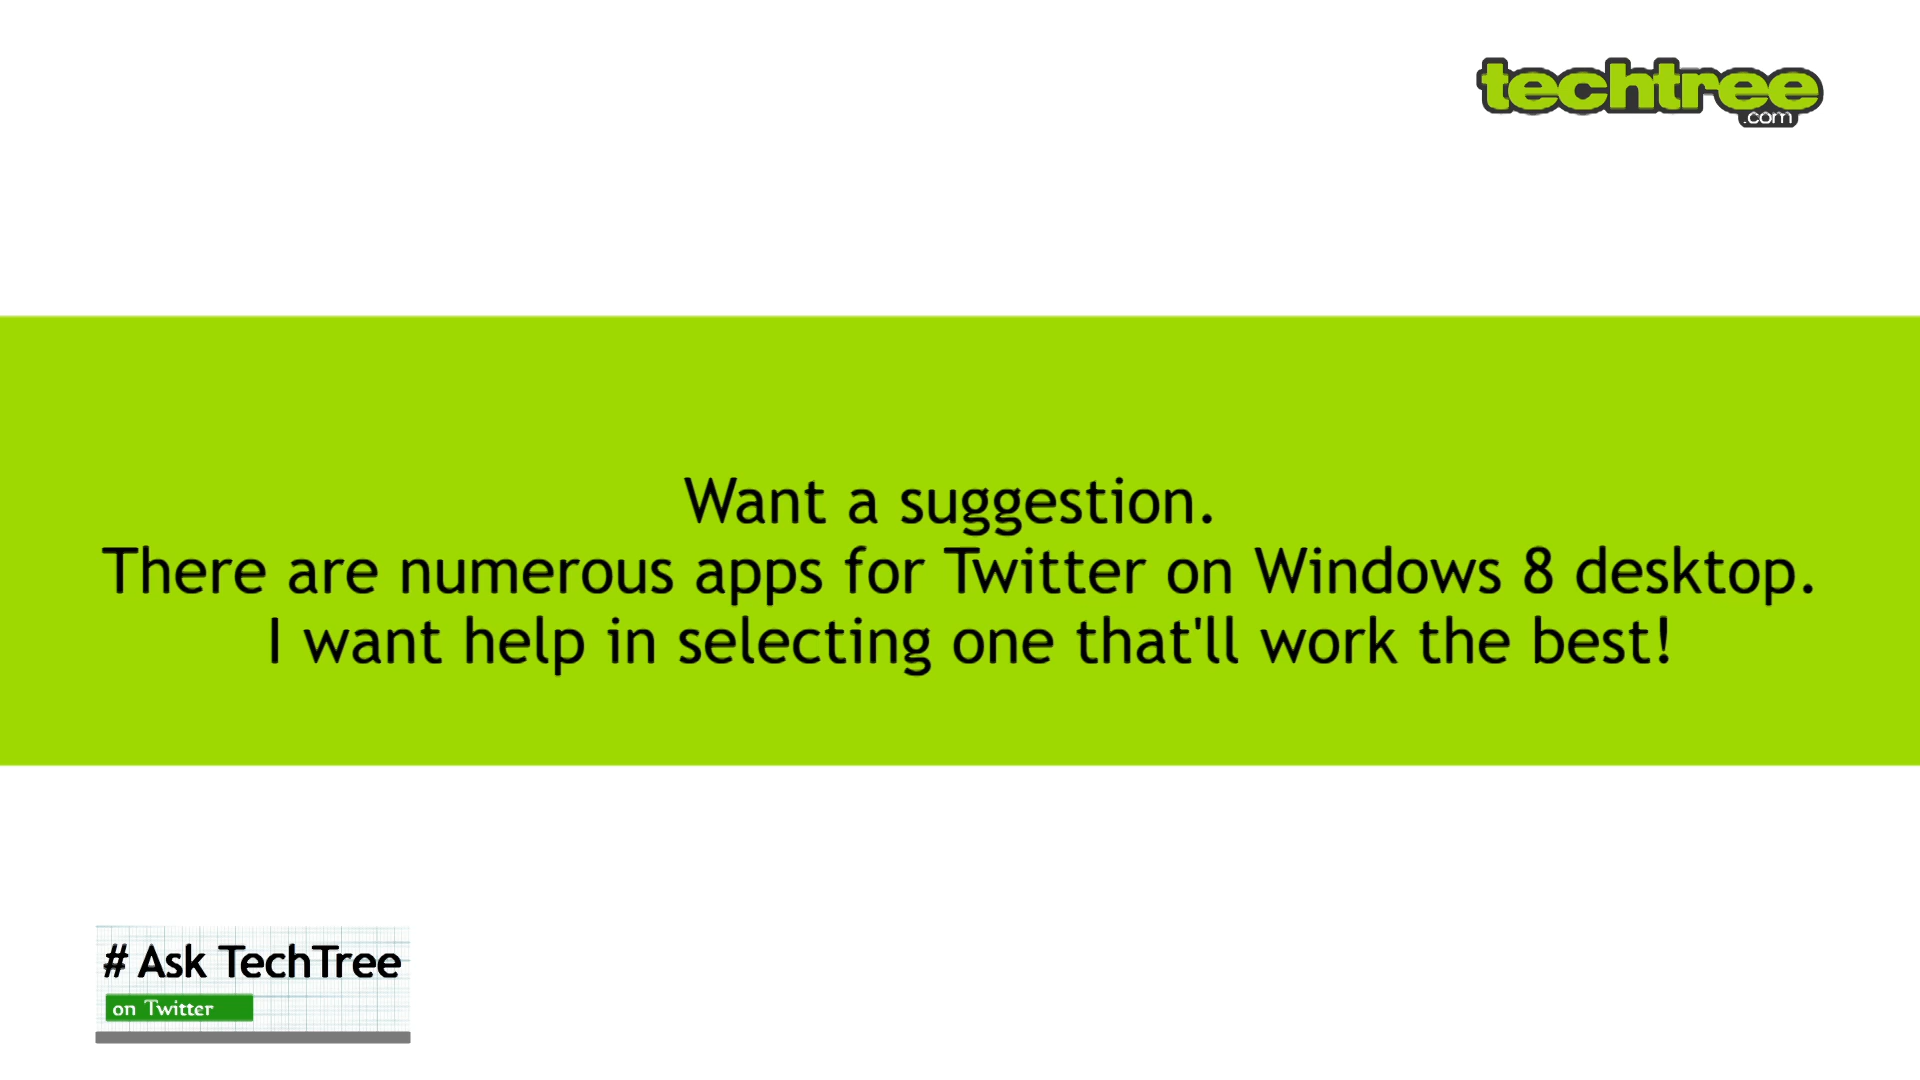 techtree
.com
Want a suggestion.
There are numerous apps for Twitter on Windows 8 desktop.
I want help in selecting one that'll work the best!
# Ask TechTree
on Twitter